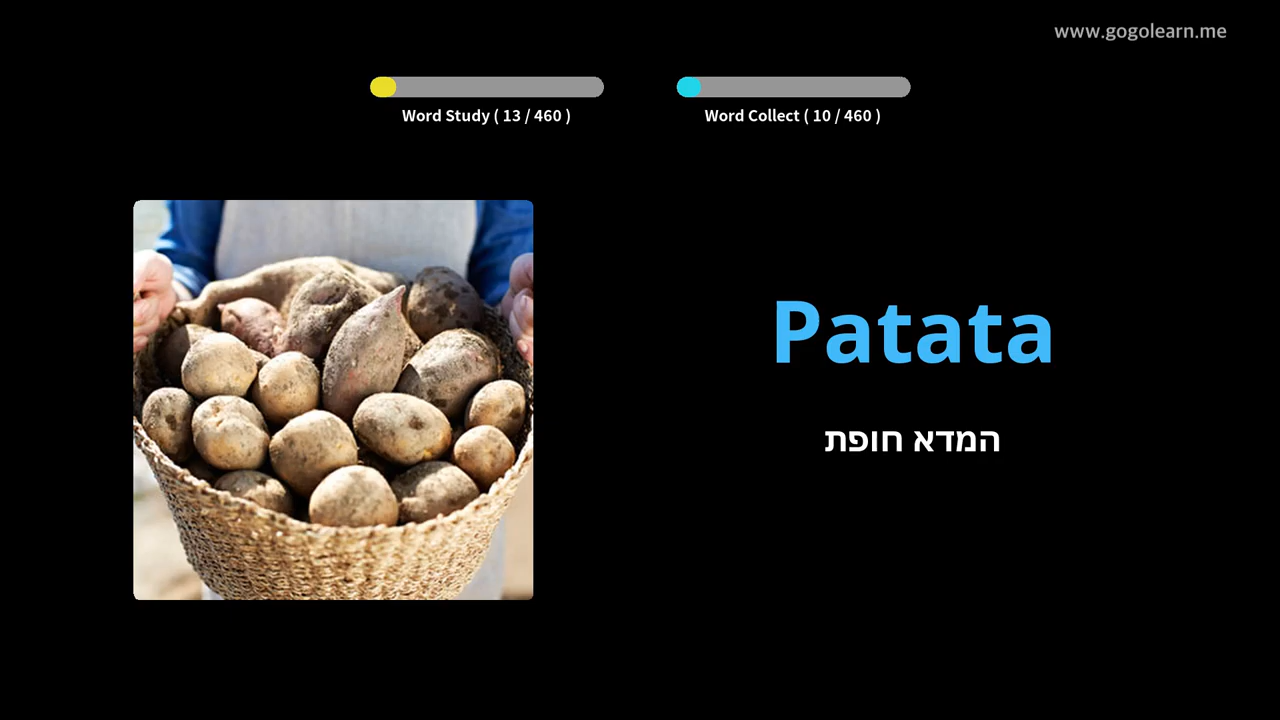 www.gogolearn.me
Word Study ( 13 / 460 )
Word Collect ( 10 / 460 )
Patata
המדא חופת